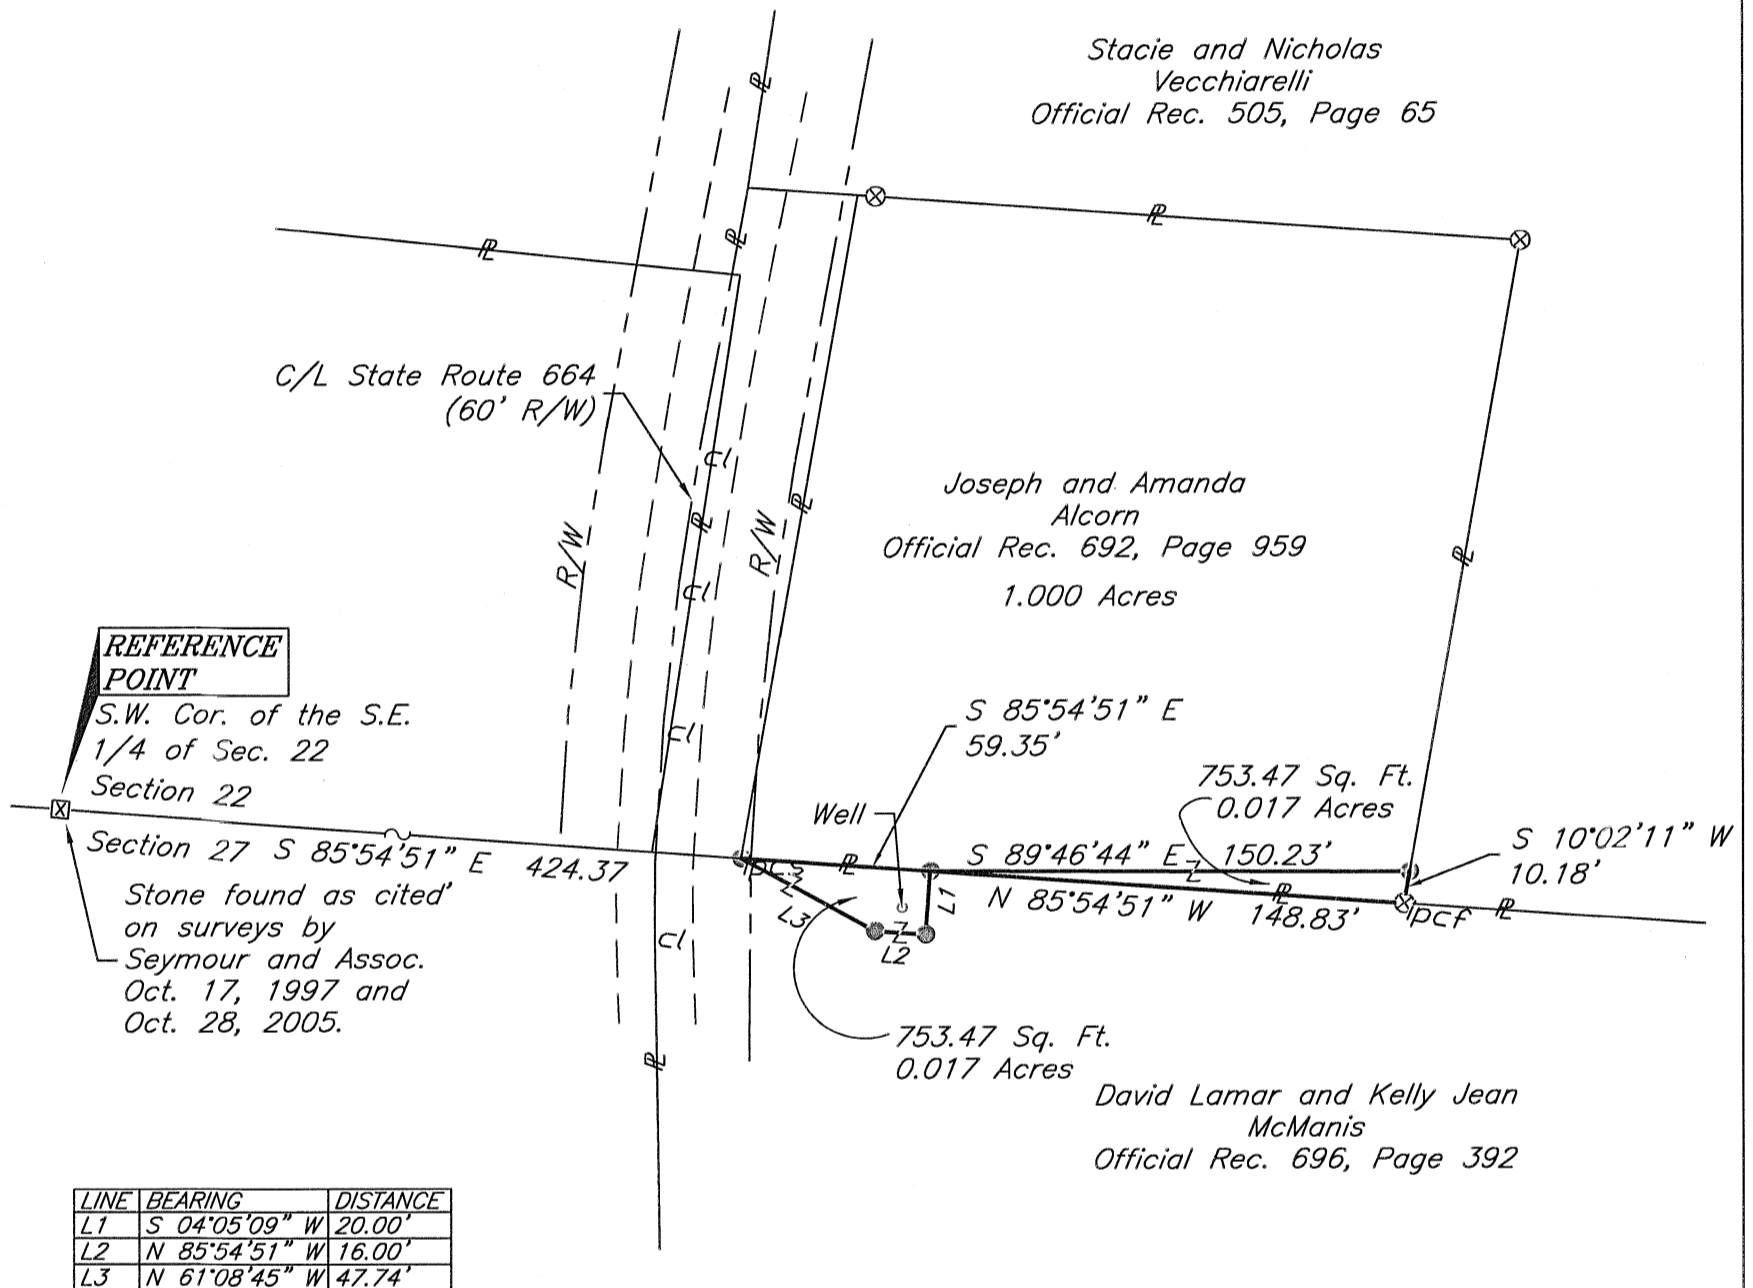 Stacie and Nicholas
Vecchiarelli
Official Rec. 505, Page 65
C/L State Route 664
(60' R/W)
Joseph and Amanda
Alcorn
Official Rec. 692, Page 959
1.000 Acres
R/W
R/W
cl
cl
cl
cl
REFERENCE
POINT
S.W. Cor. of the S.E.
1/4 of Sec. 22
Section 22
Section 27 S 85°54'51" E 424.37
Stone found as cited'
on surveys by
Seymour and Assoc.
Oct. 17, 1997 and
Oct. 28, 2005.
S 85°54'51" E
59.35'
Well
753.47 Sq. Ft.
0.017 Acres
S 89°46'44" E 150.23'
S 10°02'11" W
10.18'
N 85°54'51" W 148.83'
ipcf
L1
L2
L3
753.47 Sq. Ft.
0.017 Acres
David Lamar and Kelly Jean
McManis
Official Rec. 696, Page 392
LINE BEARING DISTANCE
L1 S 04°05'09" W 20.00'
L2 N 85°54'51" W 16.00'
L3 N 61°08'45" W 47.74'